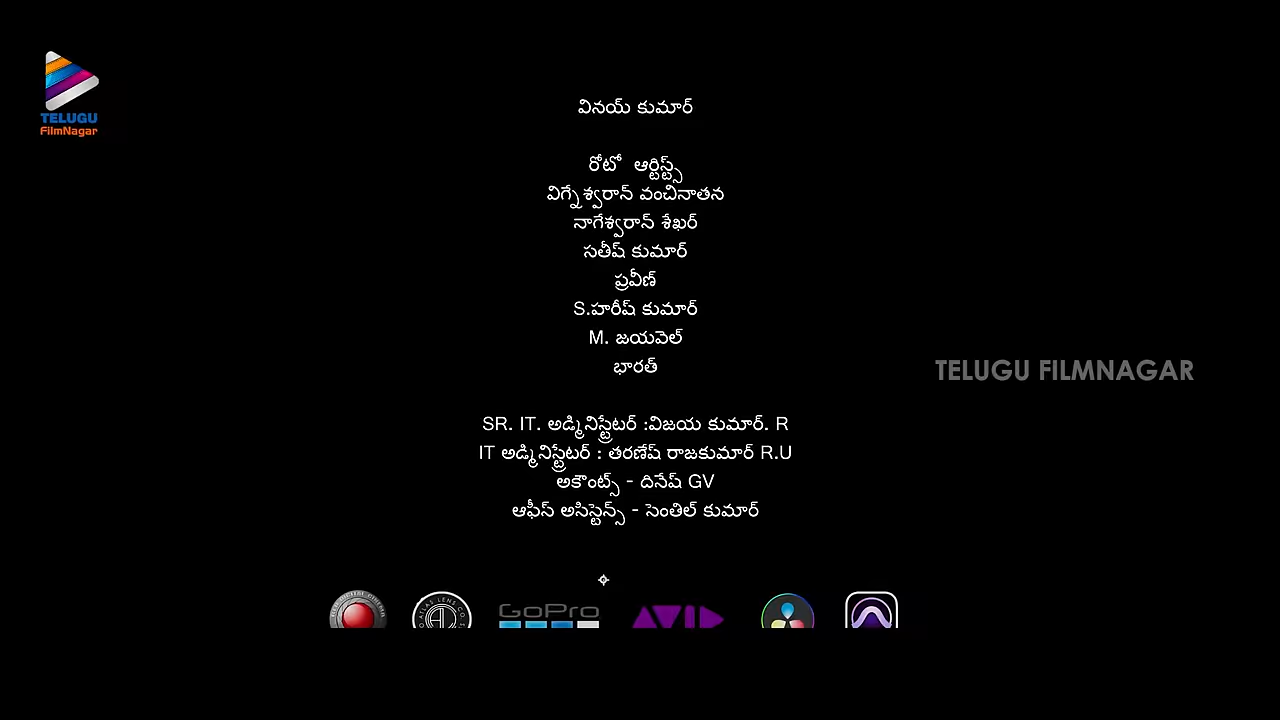 TELUGU
FilmNagar
వినయ్ కుమార్
రోటో ఆర్టిస్ట్స్
విగ్నేశ్వరాన్ వంచినాతన
నాగేశ్వరాన్ శేఖర్
సతీష్ కుమార్
ప్రవీణ్
S.హరీష్ కుమార్
M. జయవెల్
భారత్
TELUGU FILMNAGAR
SR. IT. అడ్మినిస్ట్రేటర్ :విజయ కుమార్. R
IT అడ్మినిస్ట్రేటర్ : తరణేష్ రాజకుమార్ R.U
అకౌంట్స్ - దినేష్ GV
ఆఫీస్ అసిస్టెన్స్ - సెంతిల్ కుమార్
GoPro
AVID